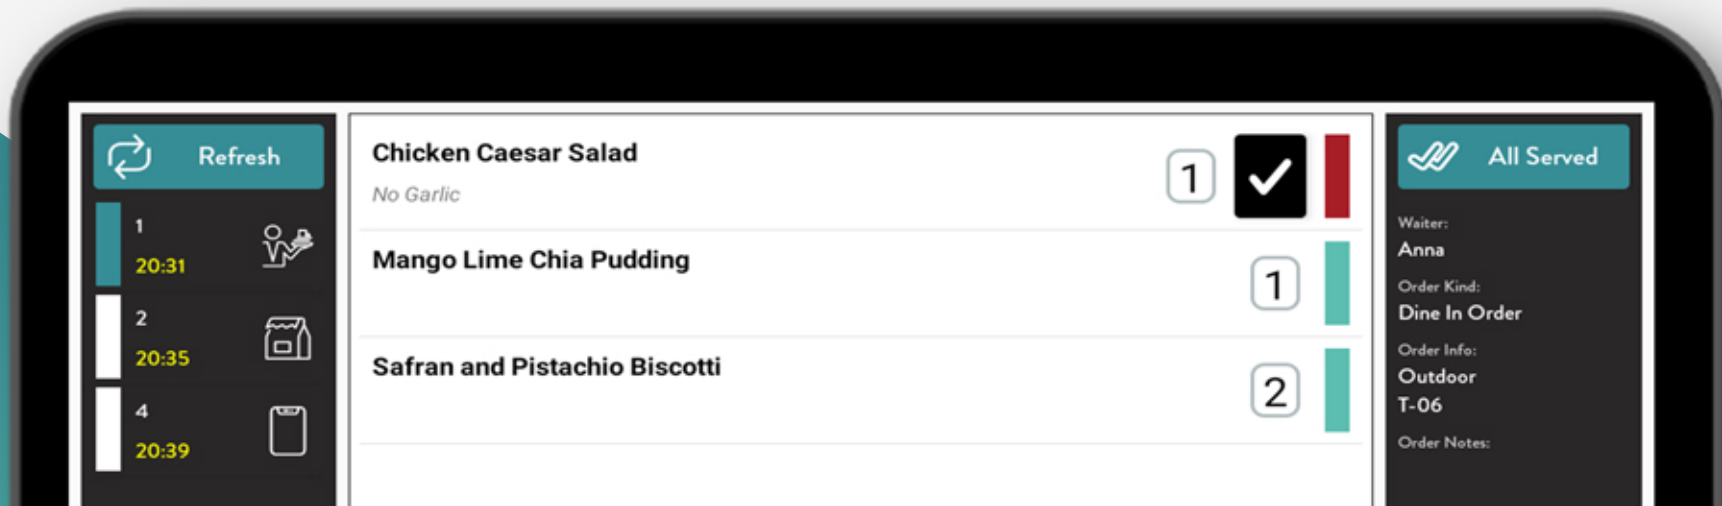 Refresh
1
20:31
2
20:35
4
20:39
Chicken Caesar Salad
No Garlic
1
Mango Lime Chia Pudding
1
Safran and Pistachio Biscotti
2
All Served
Waiter:
Anna
Order Kind:
Dine In Order
Order Info:
Outdoor
T-06
Order Notes: